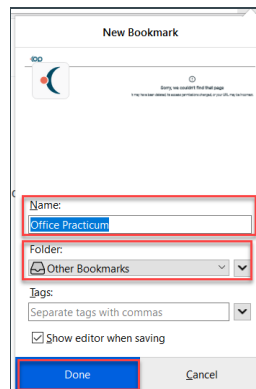 New Bookmark
op
Sorry, we couldn't find that page
Name:
Office Practicum
Folder:
Other Bookmarks
Tags:
Separate tags with commas
Show editor when saving
Done
Cancel